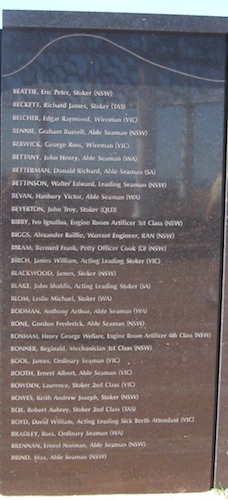 BEATTIE, Eric Peter, Stoker (NSW)
BECKETT, Richard James, Stoker (TAS)
BELCHER, Edgar Raymond, Wireman (VIC)
BENNIE, Graham Russell, Able Seaman (NSW)
BERWICK, George Ross, Wireman (VIC)
BETTANY, John Henry, Able Seaman (WA)
BETTERMAN, Donald Richard, Able Seaman (SA)
BETTINSON, Walter Edward, Leading Seaman (NSW)
BEVAN, Hanbury Victor, Able Seaman (WA)
BEVERTON, John Troy, Stoker (QLD)
BIBBY, Ivo Ignalius, Engine Room Artificer 1st Class (NSW)
BIGGS, Alexander Baillie, Warrant Engineer, RAN (NSW)
BIRAM, Bernard Frank, Petty Officer Cook (NSW)
BIRCH, James William, Acting Leading Stoker (VIC)
BLACKWOOD, James, Stoker (NSW)
BLAKE, John Acting Leading Stoker (SA)
BLOM, Leslie Michael, Stoker (WA)
BODMAN, Anthony Arthur, Able Seaman (WA)
BONE, Gordon Frederick, Able Seaman (NSW)
BONHAM, Henry George Wellare, Engine Room Artificer 4th Class (NSW)
BONNER, Reginald, Mechanician 1st Class (NSW)
BOOL, James, Ordinary Seaman (VIC)
BOOTH, Ernest Albert, Able Seaman (VIC)
BOWDEN, Laurence, Stoker 2nd Class (VIC)
BOWES, Keith Andrew Joseph, Stoker (NSW)
BOX, Robert Aubrey, Stoker 2nd Class (TAS)
BOYD, David William, Acting Leading Sick Berth Attendant (VIC)
BRADLEY, Ross, Ordinary Seaman (WA)
BRENNAN, Ernest Norman, Able Seaman (NSW)
BRIND, Able Seaman (NSW)